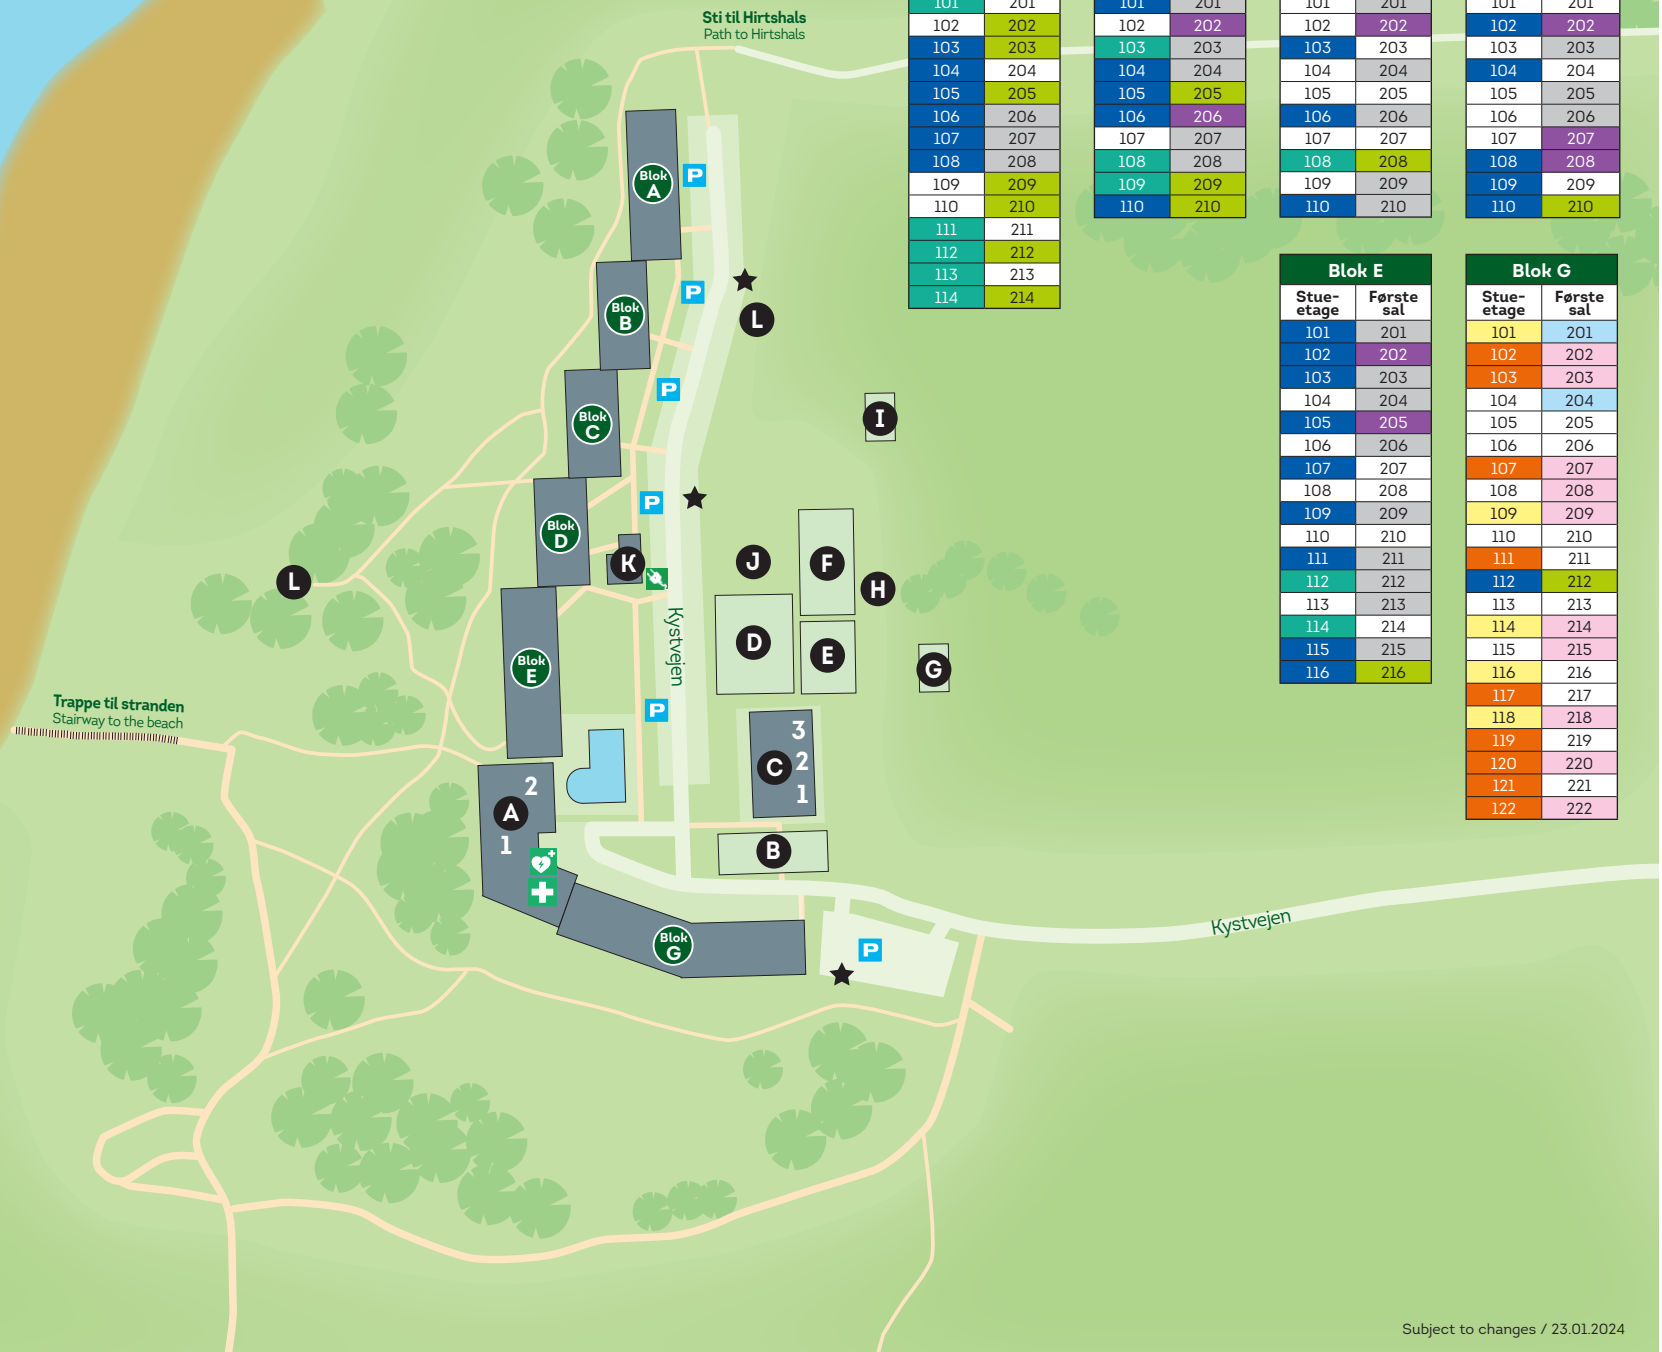 Sti til Hirtshals
Path to Hirtshals
101 201
102 202
103 203
104 204
105 205
106 206
107 207
108 208
109 209
110 210
111 211
112 212
113 213
114 214
101 201
102 202
103 203
104 204
105 205
106 206
107 207
108 208
109 209
110 210
101 201
102 202
103 203
104 204
105 205
106 206
107 207
108 208
109 209
110 210
101 201
102 202
103 203
104 204
105 205
106 206
107 207
108 208
109 209
110 210
Blok E
Stue- Første
etage sal
101 201
102 202
103 203
104 204
105 205
106 206
107 207
108 208
109 209
110 210
111 211
112 212
113 213
114 214
115 215
116 216
Blok G
Stue- Første
etage sal
101 201
102 202
103 203
104 204
105 205
106 206
107 207
108 208
109 209
110 210
111 211
112 212
113 213
114 214
115 215
116 216
117 217
118 218
119 219
120 220
121 221
122 222
Blok
A
P
P
L
Blok
B
P
Blok
C
I
P
Blok
D
K
J
F
H
L
Kystvejen
D
E
G
Blok
E
Trappe til stranden
Stairway to the beach
P
3
C 2
1
2
A
1
B
Blok
G
P
Kystvejen
Subject to changes / 23.01.2024